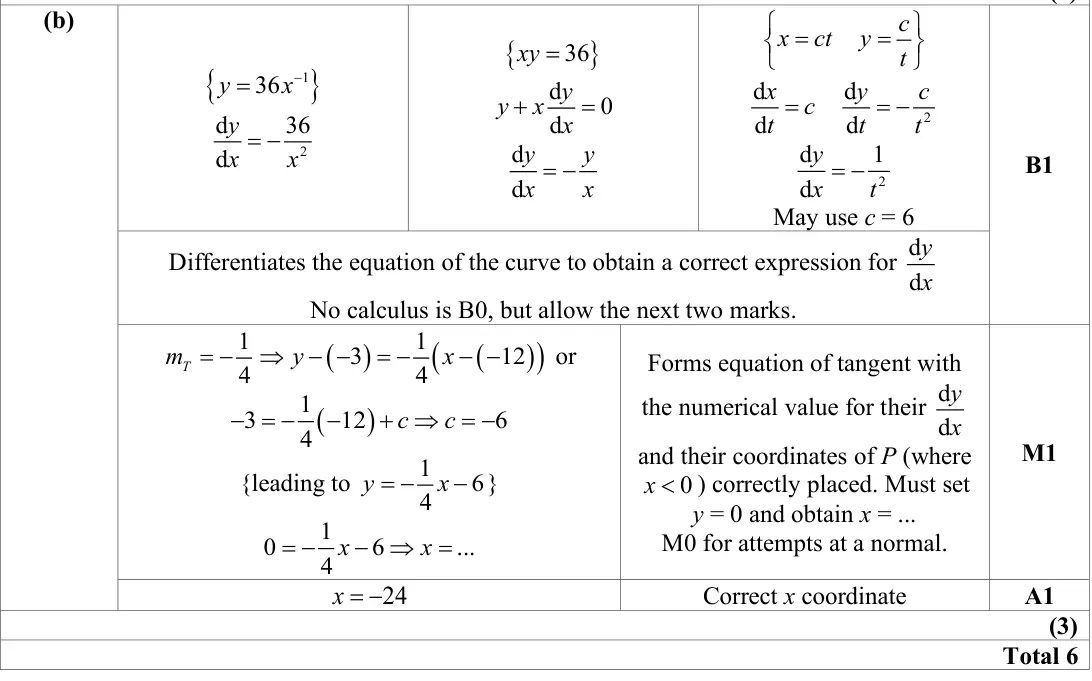 (b)
{y = 36x⁻¹}
dy/dx = −36/x²
{xy = 36}
y + x dy/dx = 0
dy/dx = −y/x
{x = ct   y = c/t}
dx/dt = c   dy/dt = −c/t²
dy/dx = −1/t²
May use c = 6
B1
Differentiates the equation of the curve to obtain a correct expression for dy/dx
No calculus is B0, but allow the next two marks.
m_T = −1/4 ⇒ y − (−3) = −1/4 (x − (−12)) or
−3 = −1/4 (−12) + c ⇒ c = −6
{leading to y = −1/4 x − 6}
0 = −1/4 x − 6 ⇒ x = ...
Forms equation of tangent with
the numerical value for their dy/dx
and their coordinates of P (where
x < 0) correctly placed. Must set
y = 0 and obtain x = ...
M0 for attempts at a normal.
M1
x = −24
Correct x coordinate
A1
(3)
Total 6